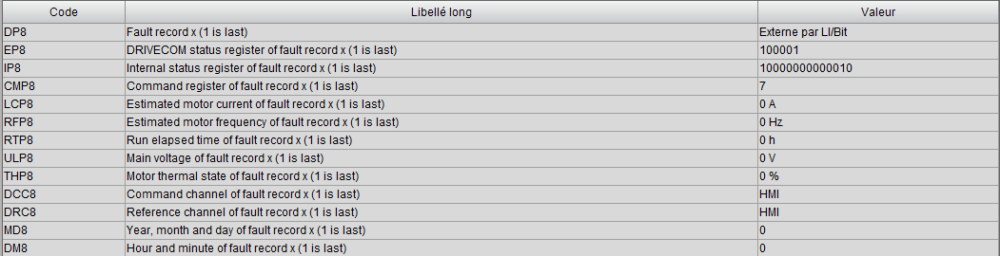 Code Libellé long Valeur
DP8 Fault record x (1 is last) Externe par LI/Bit
EP8 DRIVECOM status register of fault record x (1 is last) 100001
IP8 Internal status register of fault record x (1 is last) 10000000000010
CMP8 Command register of fault record x (1 is last) 7
LCP8 Estimated motor current of fault record x (1 is last) 0 A
RFP8 Estimated motor frequency of fault record x (1 is last) 0 Hz
RTP8 Run elapsed time of fault record x (1 is last) 0 h
ULP8 Main voltage of fault record x (1 is last) 0 V
THP8 Motor thermal state of fault record x (1 is last) 0 %
DCC8 Command channel of fault record x (1 is last) HMI
DRC8 Reference channel of fault record x (1 is last) HMI
MD8 Year, month and day of fault record x (1 is last) 0
DM8 Hour and minute of fault record x (1 is last) 0